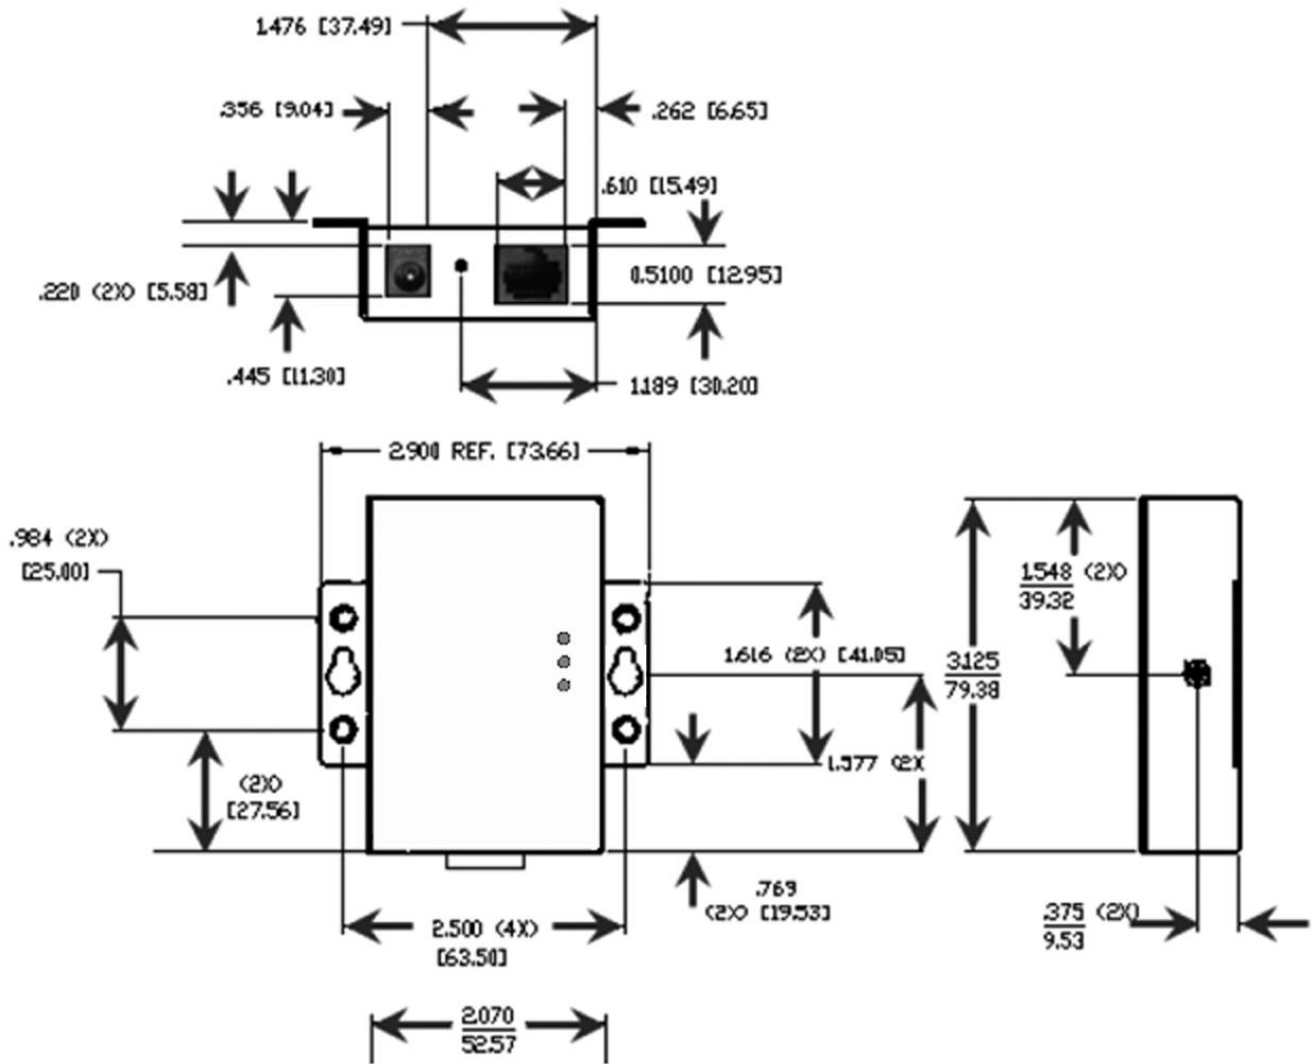 1.476 [37.49]
.356 [9.04]
.262 [6.65]
.610 [15.49]
.220 (2X) [5.58]
0.5100 [12.95]
.445 [11.30]
1.189 [30.20]
2.900 REF. [73.66]
.984 (2X)
[25.00]
1.548 (2X)
39.32
1.616 (2X) [41.05]
3.125
79.38
1.577 (2X
(2X)
[27.56]
.769
(2X) [19.53]
.375 (2X)
9.53
2.500 (4X)
[63.50]
2.070
52.57